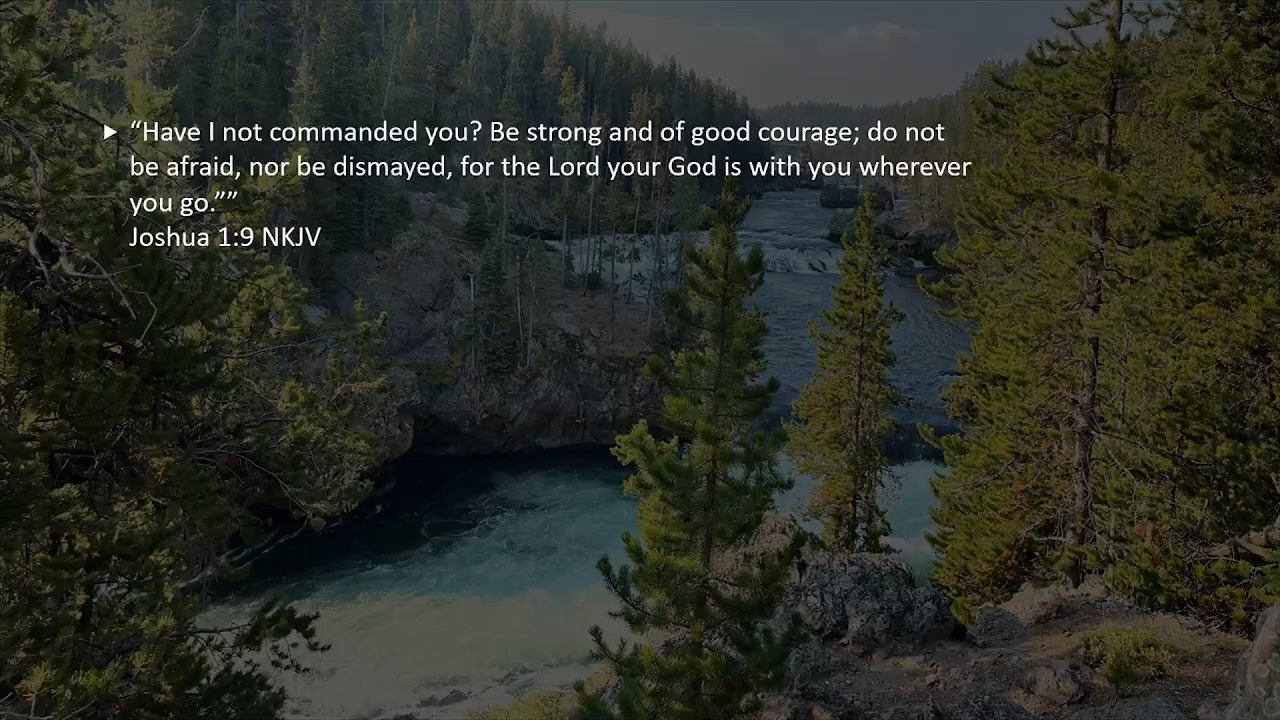 “Have I not commanded you? Be strong and of good courage; do not
be afraid, nor be dismayed, for the Lord your God is with you wherever
you go.””
Joshua 1:9 NKJV